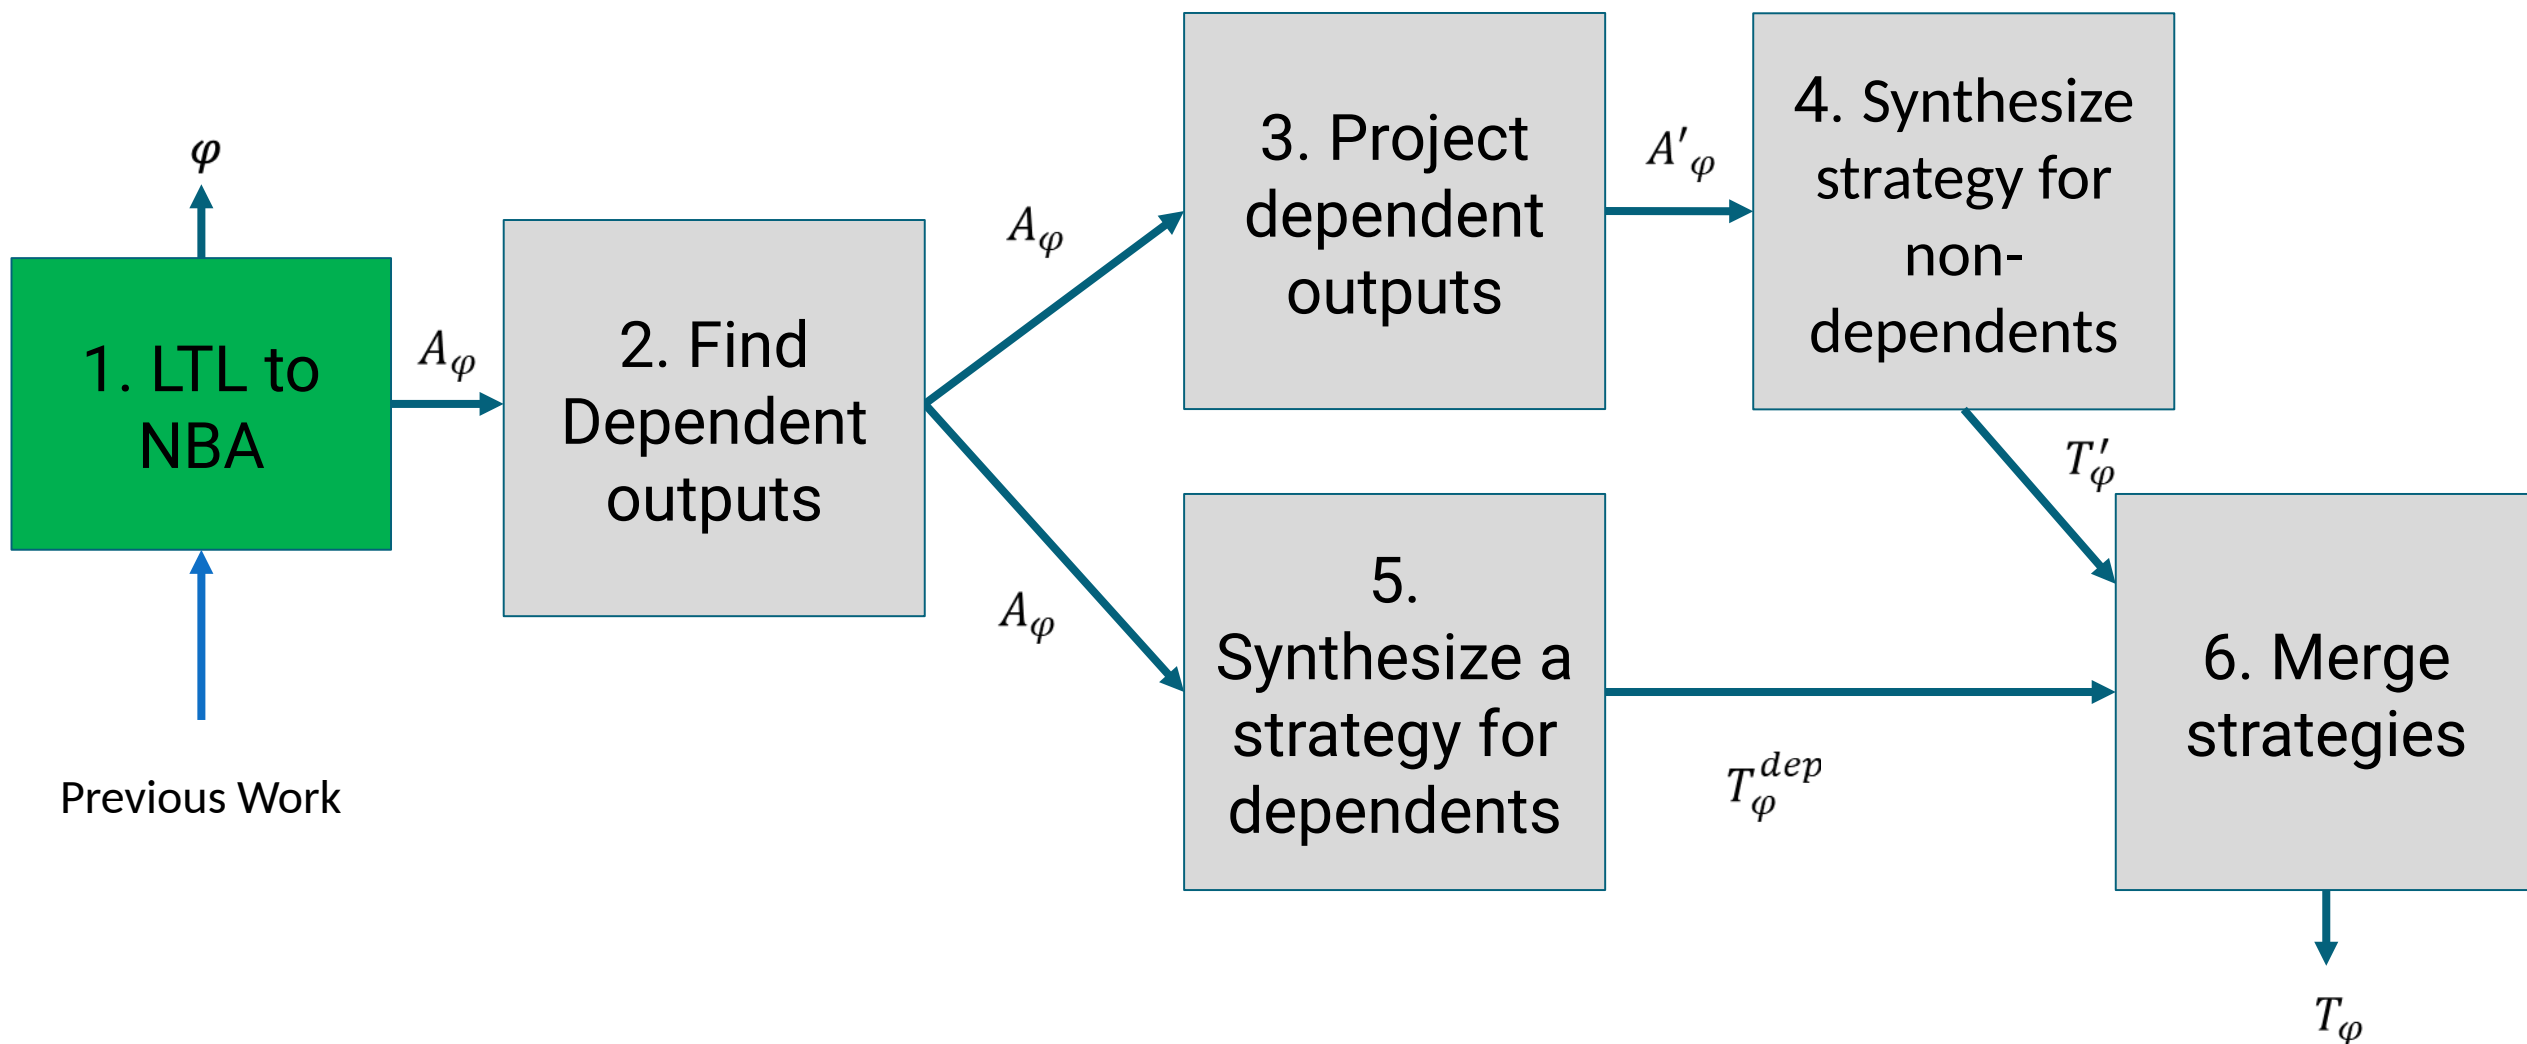 φ
1. LTL to
NBA
Previous Work
A_φ
2. Find
Dependent
outputs
A_φ
A_φ
3. Project
dependent
outputs
A′_φ
4. Synthesize
strategy for
non-
dependents
5.
Synthesize a
strategy for
dependents
T′_φ
T_φ^dep
6. Merge
strategies
T_φ